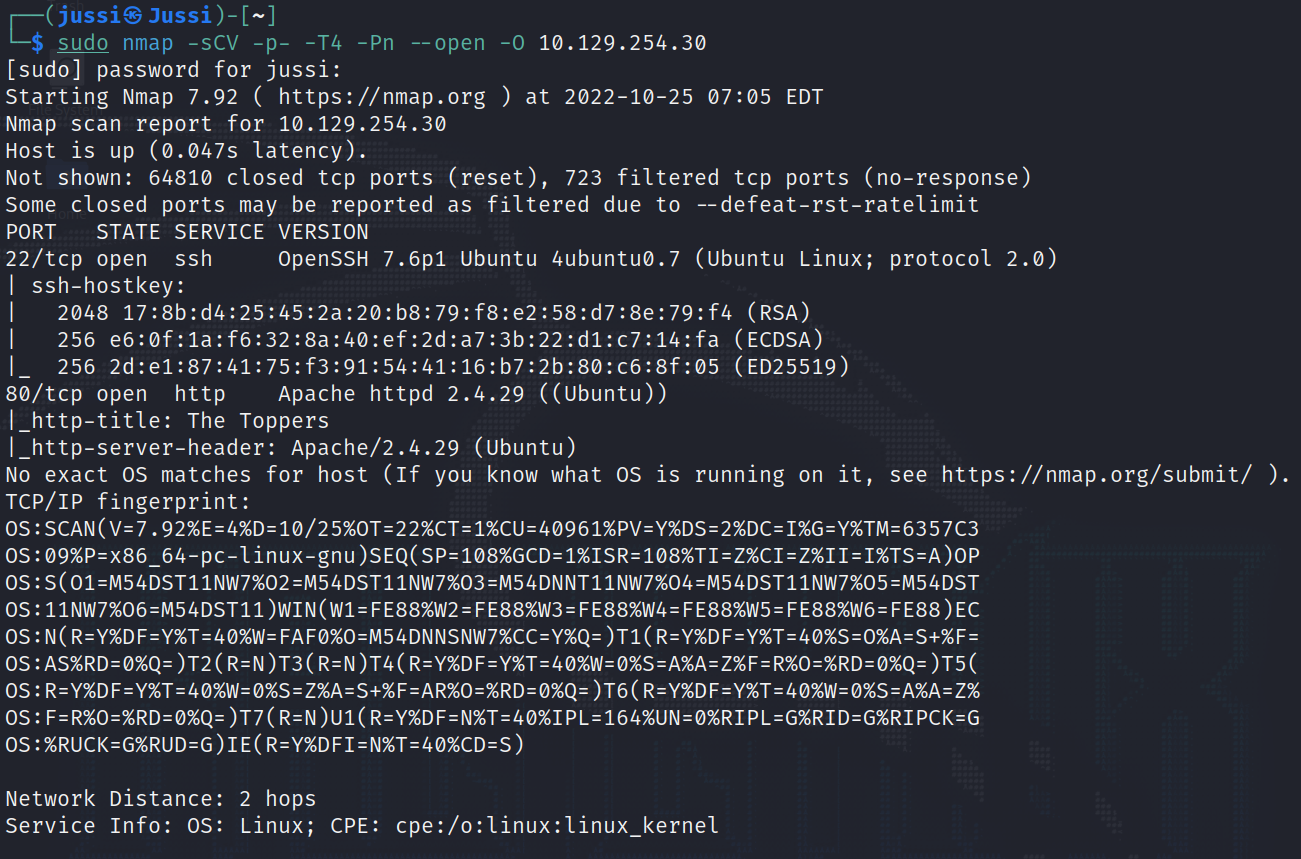 ┌──(jussi㉿Jussi)-[~]
└─$ sudo nmap -sCV -p- -T4 -Pn --open -O 10.129.254.30
[sudo] password for jussi:
Starting Nmap 7.92 ( https://nmap.org ) at 2022-10-25 07:05 EDT
Nmap scan report for 10.129.254.30
Host is up (0.047s latency).
Not shown: 64810 closed tcp ports (reset), 723 filtered tcp ports (no-response)
Some closed ports may be reported as filtered due to --defeat-rst-ratelimit
PORT   STATE SERVICE VERSION
22/tcp open  ssh     OpenSSH 7.6p1 Ubuntu 4ubuntu0.7 (Ubuntu Linux; protocol 2.0)
| ssh-hostkey:
|   2048 17:8b:d4:25:45:2a:20:b8:79:f8:e2:58:d7:8e:79:f4 (RSA)
|   256 e6:0f:1a:f6:32:8a:40:ef:2d:a7:3b:22:d1:c7:14:fa (ECDSA)
|_  256 2d:e1:87:41:75:f3:91:54:41:16:b7:2b:80:c6:8f:05 (ED25519)
80/tcp open  http    Apache httpd 2.4.29 ((Ubuntu))
|_http-title: The Toppers
|_http-server-header: Apache/2.4.29 (Ubuntu)
No exact OS matches for host (If you know what OS is running on it, see https://nmap.org/submit/ ).
TCP/IP fingerprint:
OS:SCAN(V=7.92%E=4%D=10/25%OT=22%CT=1%CU=40961%PV=Y%DS=2%DC=I%G=Y%TM=6357C3
OS:09%P=x86_64-pc-linux-gnu)SEQ(SP=108%GCD=1%ISR=108%TI=Z%CI=Z%II=I%TS=A)OP
OS:S(O1=M54DST11NW7%O2=M54DST11NW7%O3=M54DNNT11NW7%O4=M54DST11NW7%O5=M54DST
OS:11NW7%O6=M54DST11)WIN(W1=FE88%W2=FE88%W3=FE88%W4=FE88%W5=FE88%W6=FE88)EC
OS:N(R=Y%DF=Y%T=40%W=FAF0%O=M54DNNSNW7%CC=Y%Q=)T1(R=Y%DF=Y%T=40%S=O%A=S+%F=
OS:AS%RD=0%Q=)T2(R=N)T3(R=N)T4(R=Y%DF=Y%T=40%W=0%S=A%A=Z%F=R%O=%RD=0%Q=)T5(
OS:R=Y%DF=Y%T=40%W=0%S=Z%A=S+%F=AR%O=%RD=0%Q=)T6(R=Y%DF=Y%T=40%W=0%S=A%A=Z%
OS:F=R%O=%RD=0%Q=)T7(R=N)U1(R=Y%DF=N%T=40%IPL=164%UN=0%RIPL=G%RID=G%RIPCK=G
OS:%RUCK=G%RUD=G)IE(R=Y%DFI=N%T=40%CD=S)

Network Distance: 2 hops
Service Info: OS: Linux; CPE: cpe:/o:linux:linux_kernel